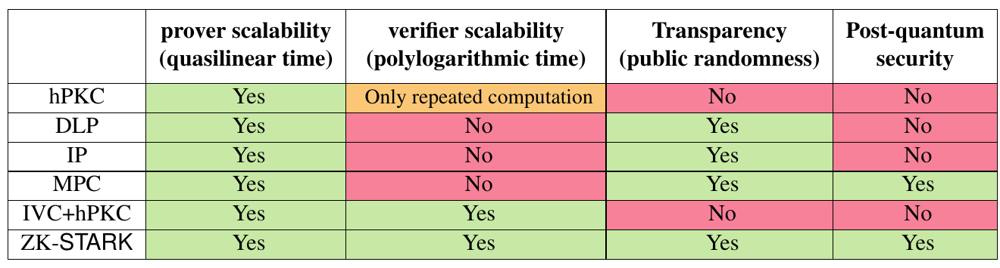 prover scalability verifier scalability Transparency Post-quantum
(quasilinear time) (polylogarithmic time) (public randomness) security
hPKC Yes Only repeated computation No No
DLP Yes No Yes No
IP Yes No Yes No
MPC Yes No Yes Yes
IVC+hPKC Yes Yes No No
ZK-STARK Yes Yes Yes Yes